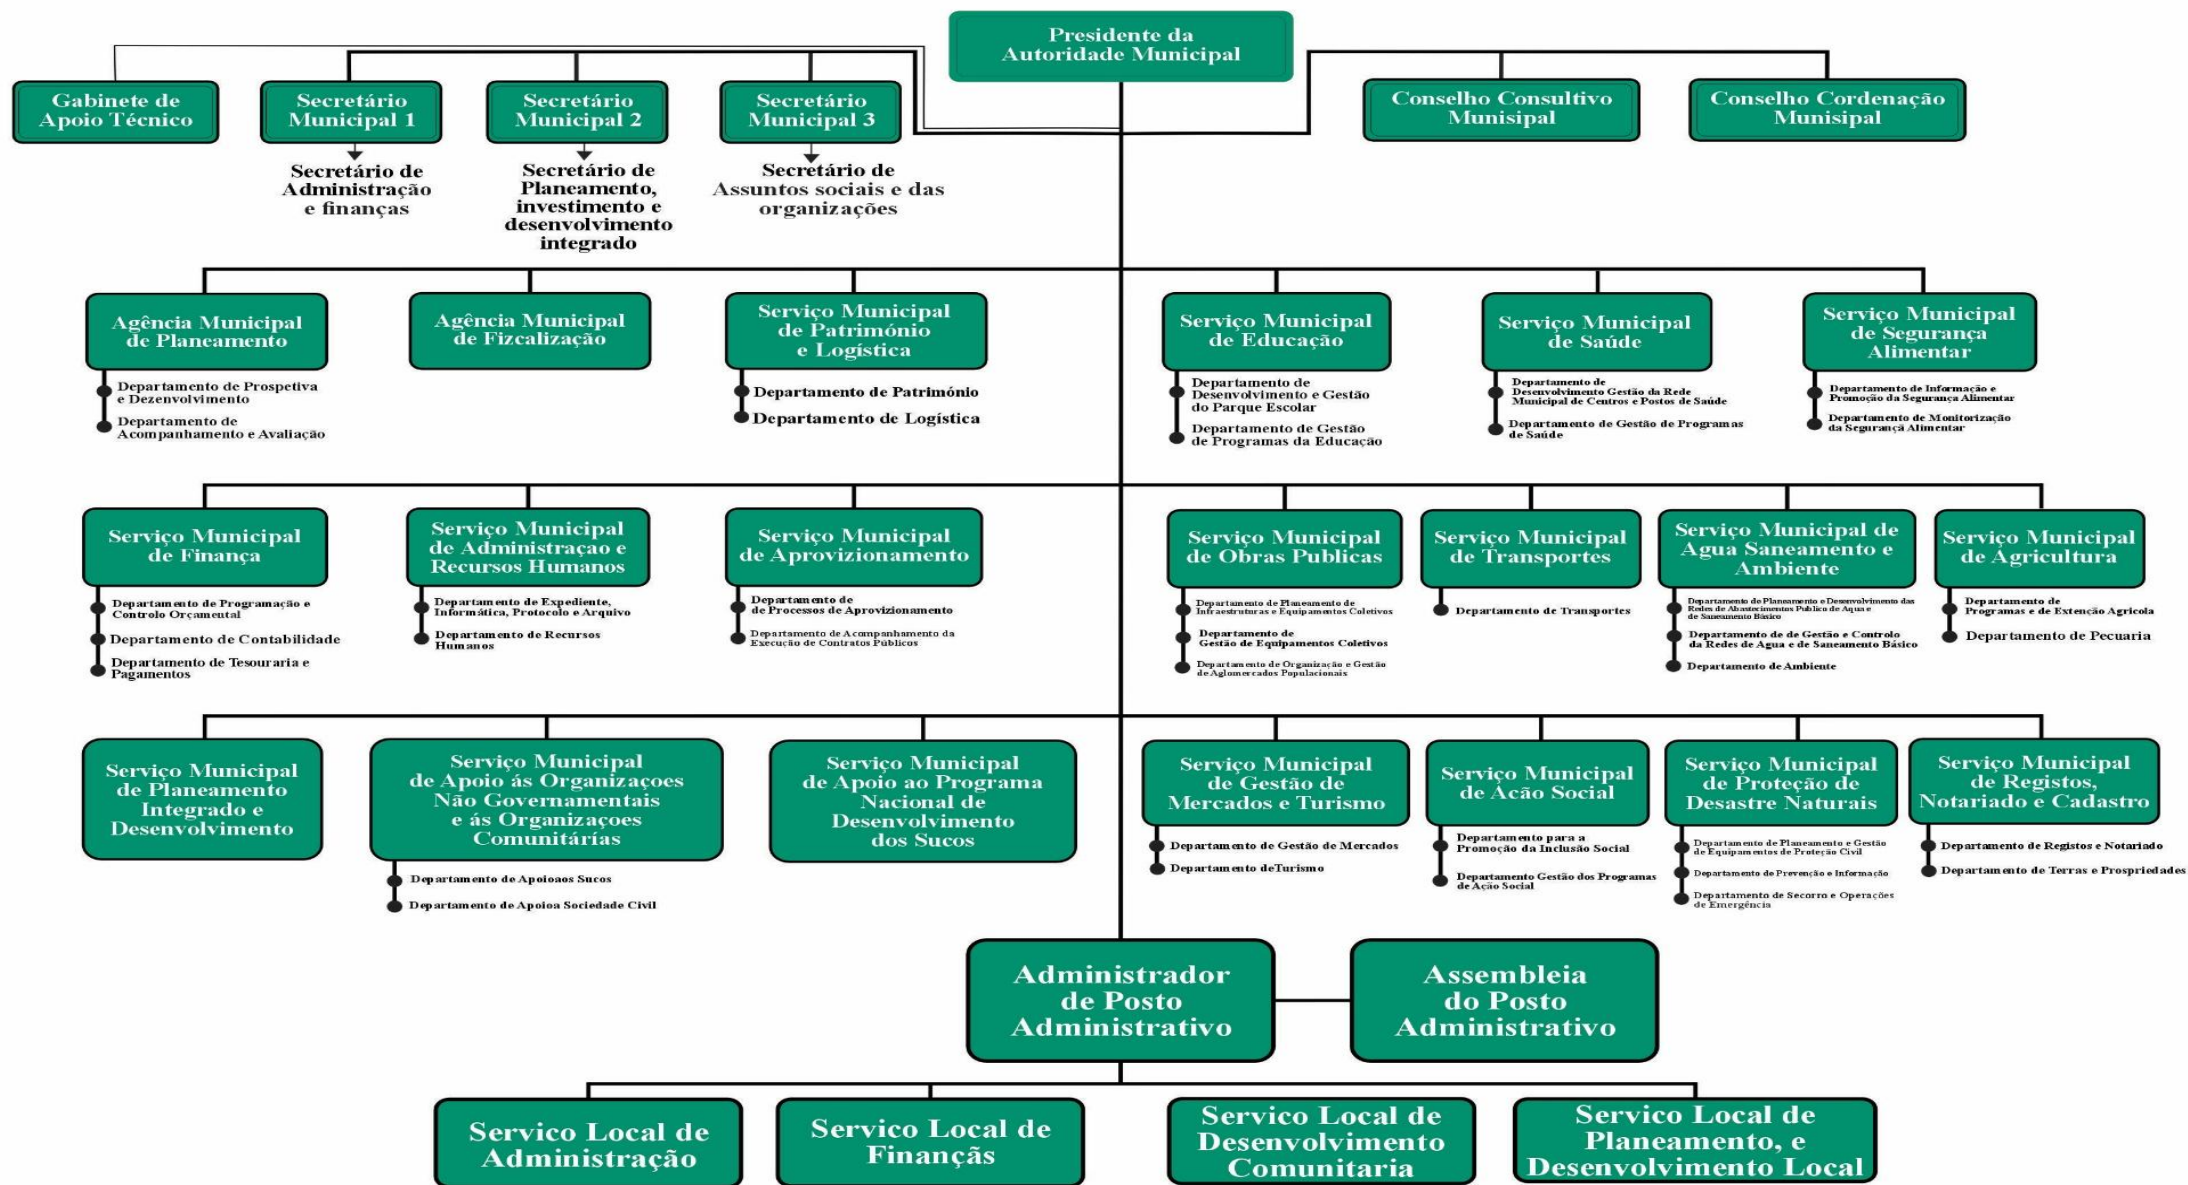 Presidente da
Autoridade Municipal
Gabinete de
Apoio Técnico
Secretário
Municipal 1
Secretário
Municipal 2
Secretário
Municipal 3
Conselho Consultivo
Munisipal
Conselho Cordenação
Munisipal
Secretário de
Administração
e finanças
Secretário de
Planeamento,
investimento e
desenvolvimento
integrado
Secretário de
Assuntos sociais e das
organizações
Agência Municipal
de Planeamento
Departamento de Prospetiva
e Dezenvolvimento
Departamento de
Acompanhamento e Avaliação
Agência Municipal
de Fizcalização
Serviço Municipal
de Património
e Logística
Departamento de Património
Departamento de Logística
Serviço Municipal
de Educação
Departamento de
Desenvolvimento e Gestão
do Parque Escolar
Departamento de Gestão
de Programas da Educação
Serviço Municipal
de Saúde
Departamento de
Desenvolvimento Gestão da Rede
Municipal de Centros e Postos de Saúde
Departamento de Gestão de Programas
de Saúde
Serviço Municipal
de Segurança
Alimentar
Departamento de Informação e
Promoção da Segurança Alimentar
Departamento de Monitorização
da Segurançã Alimentar
Serviço Municipal
de Finança
Departamento de Programação e
Controlo Orçamental
Departamento de Contabilidade
Departamento de Tesouraria e
Pagamentos
Serviço Municipal
de Administraçao e
Recursos Humanos
Departamento de Expediente,
Informática, Protocolo e Arquivo
Departamento de Recursos
Humanos
Serviço Municipal
de Aprovizionamento
Departamento de
de Processos de Aprovizionamento
Departamento de Acompanhamento da
Execução de Contratos Públicos
Serviço Municipal
de Obras Publicas
Departamento de Planeamento de
Infraestruturas e Equipamentos Coletivos
Departamento de
Gestão de Equipamentos Coletivos
Departamento de Organização e Gestão
de Aglomercados Populacionais
Serviço Municipal
de Transportes
Departamento de Transportes
Serviço Municipal de
Agua Saneamento e
Ambiente
Departamento de Planeamento e Desenvolvimento das
Redes de Abastecimentos Publico de Aqua e
de Saneamento Básico
Departamento de de Gestão e Controlo
da Redes de Agua e de Saneamento Básico
Departamento de Ambiente
Serviço Municipal
de Agricultura
Departamento de
Programas e de Extenção Agricola
Departamento de Pecuaria
Serviço Municipal
de Planeamento
Integrado e
Desenvolvimento
Serviço Municipal
de Apoio ás Organizaçoes
Não Governamentais
e ás Organizaçoes
Comunitárías
Departamento de Apoioaos Sucos
Departamento de Apoioa Sociedade Civil
Serviço Municipal
de Apoio ao Programa
Nacional de
Desenvolvimento
dos Sucos
Serviço Municipal
de Gestão de
Mercados e Turismo
Departamento de Gestão de Mercados
Departamento deTurismo
Serviço Municipal
de Acão Social
Departamento para a
Promoção da Inclusão Social
Departamento Gestão dos Programas
de Ação Social
Serviço Municipal
de Proteção de
Desastre Naturais
Departamento de Planeamento e Gestão
de Equipamentos de Proteção Civil
Departamento de Prevenção e Informação
Departamento de Socorro e Operações
de Emergência
Serviço Municipal
de Registos,
Notariado e Cadastro
Departamento de Registos e Notariado
Departamento de Terras e Prospriedades
Administrador
de Posto
Administrativo
Assembleia
do Posto
Administrativo
Servico Local de
Administração
Servico Local de
Finançãs
Servico Local de
Desenvolvimento
Comunitaria
Servico Local de
Planeamento, e
Desenvolvimento Local